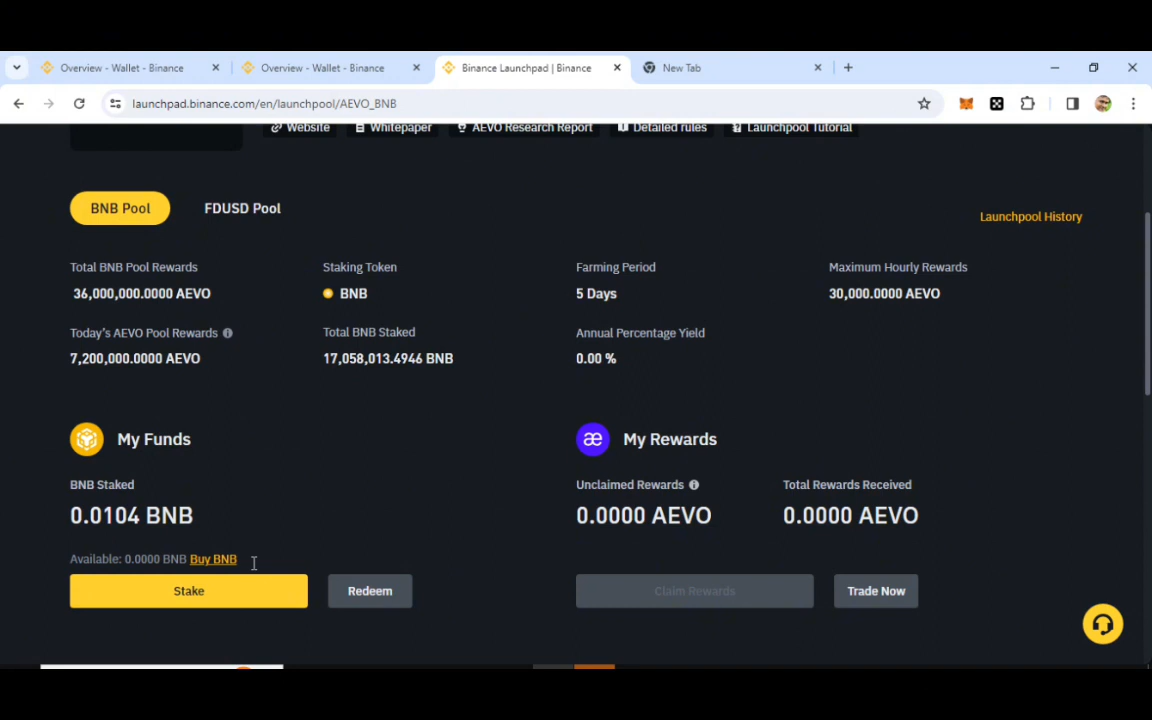 Overview - Wallet - Binance
Overview - Wallet - Binance
Binance Launchpad | Binance
New Tab
launchpad.binance.com/en/launchpool/AEVO_BNB
Website Whitepaper AEVO Research Report Detailed rules Launchpool Tutorial
BNB Pool FDUSD Pool
Launchpool History
Total BNB Pool Rewards Staking Token Farming Period Maximum Hourly Rewards
36,000,000.0000 AEVO BNB 5 Days 30,000.0000 AEVO
Today's AEVO Pool Rewards Total BNB Staked Annual Percentage Yield
7,200,000.0000 AEVO 17,058,013.4946 BNB 0.00 %
My Funds æ My Rewards
BNB Staked Unclaimed Rewards Total Rewards Received
0.0104 BNB 0.0000 AEVO 0.0000 AEVO
Available: 0.0000 BNB Buy BNB
Stake Redeem Claim Rewards Trade Now